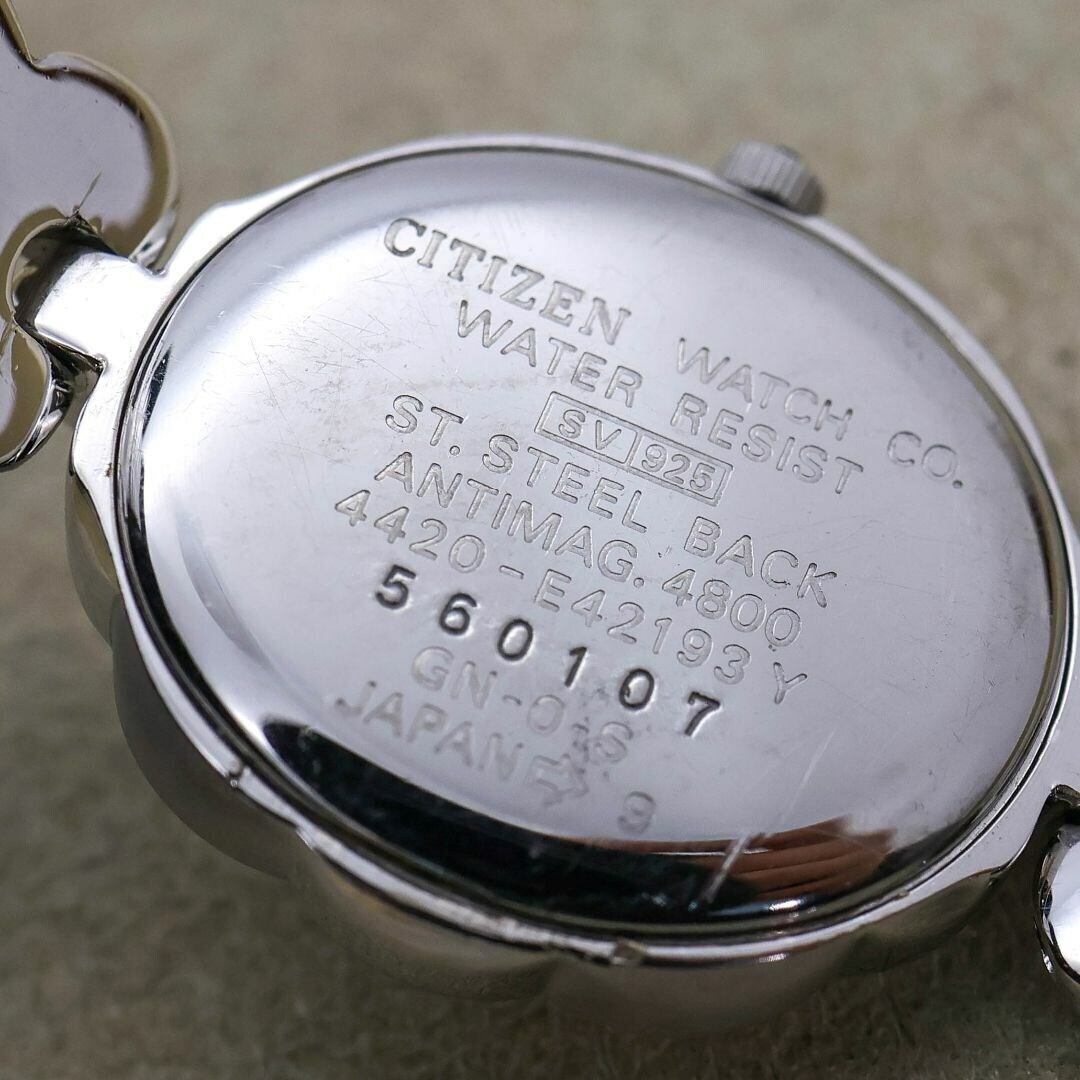 CITIZEN WATCH CO.
WATER RESIST
SV 925
ST. STEEL BACK
ANTIMAG. 4800
4420-E42193 Y
560107
GN-0-S
JAPAN
9